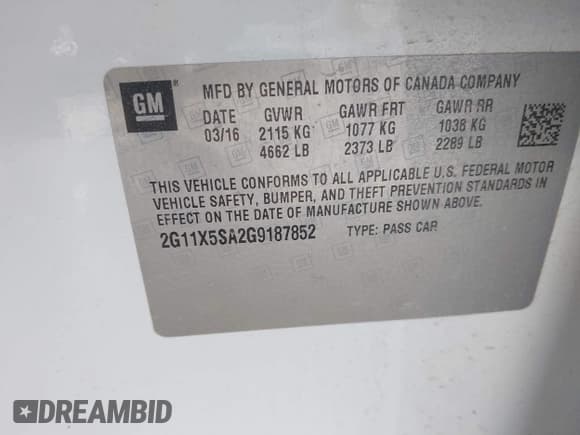 GM
MFD BY GENERAL MOTORS OF CANADA COMPANY
DATE GVWR GAWR FRT GAWR RR
03/16 2115 KG 1077 KG 1038 KG
4662 LB 2373 LB 2289 LB
THIS VEHICLE CONFORMS TO ALL APPLICABLE U.S. FEDERAL MOTOR
VEHICLE SAFETY, BUMPER, AND THEFT PREVENTION STANDARDS IN
EFFECT ON THE DATE OF MANUFACTURE SHOWN ABOVE.
2G11X5SA2G9187852 TYPE: PASS CAR
DREAMBID